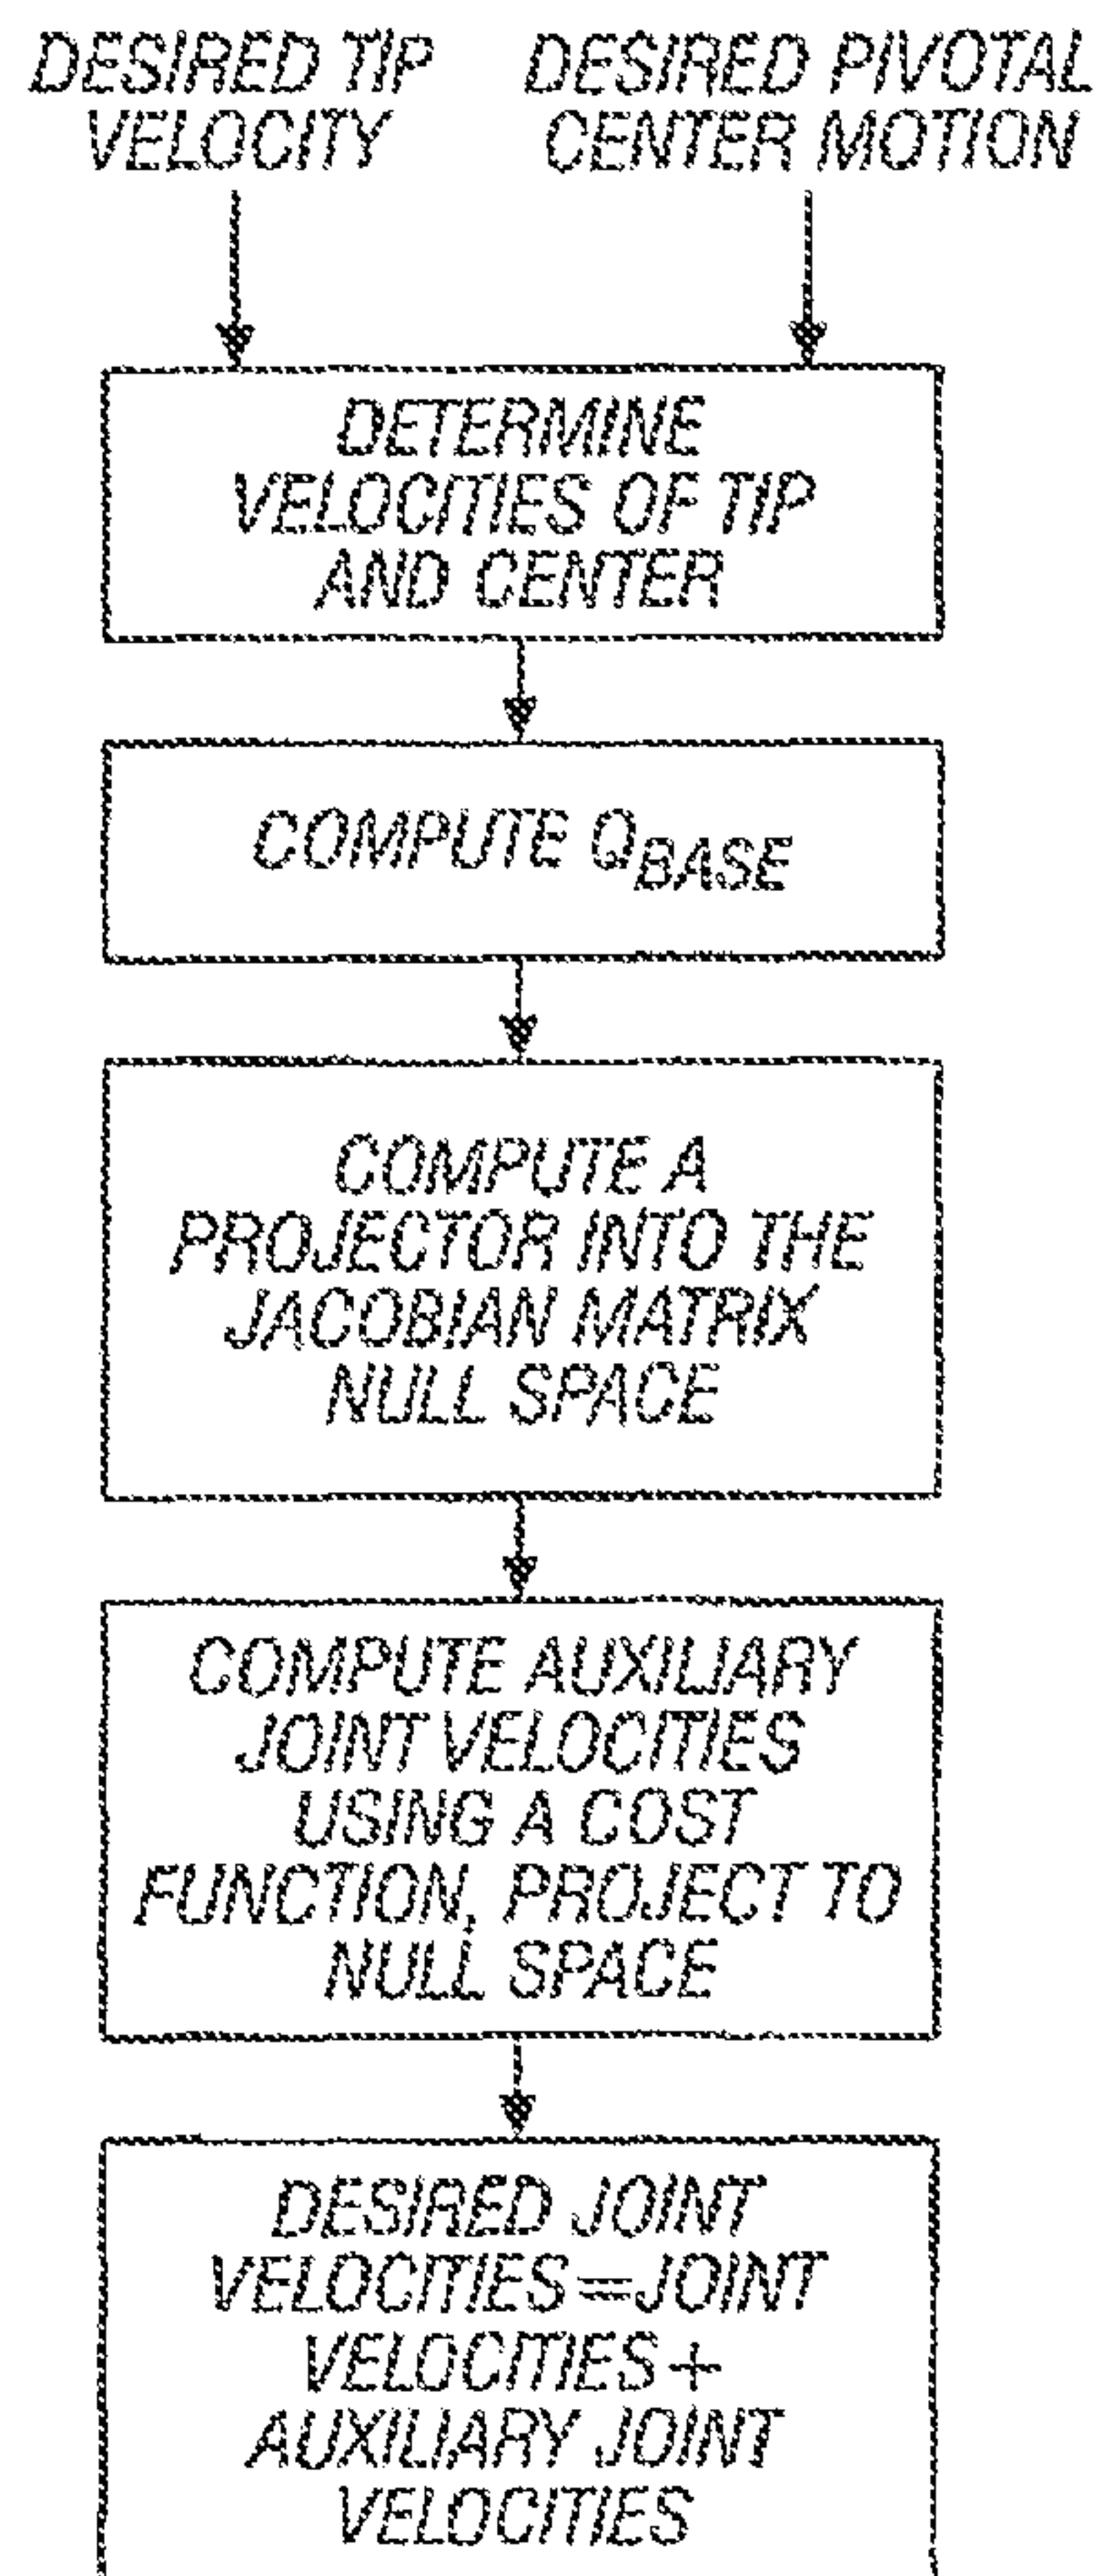 DESIRED TIP
VELOCITY
DESIRED PIVOTAL
CENTER MOTION
DETERMINE
VELOCITIES OF TIP
AND CENTER
COMPUTE QBASE
COMPUTE A
PROJECTOR INTO THE
JACOBIAN MATRIX
NULL SPACE
COMPUTE AUXILIARY
JOINT VELOCITIES
USING A COST
FUNCTION, PROJECT TO
NULL SPACE
DESIRED JOINT
VELOCITIES=JOINT
VELOCITIES+
AUXILIARY JOINT
VELOCITIES